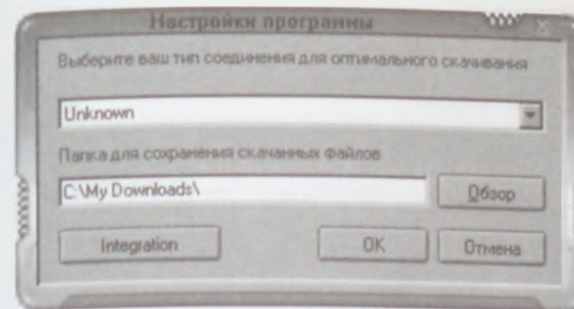 Настройки программы
Выберите ваш тип соединения для оптимального скачивания
Unknown
Папка для сохранения скачанных файлов
C:\My Downloads\
Обзор
Integration
OK
Отмена